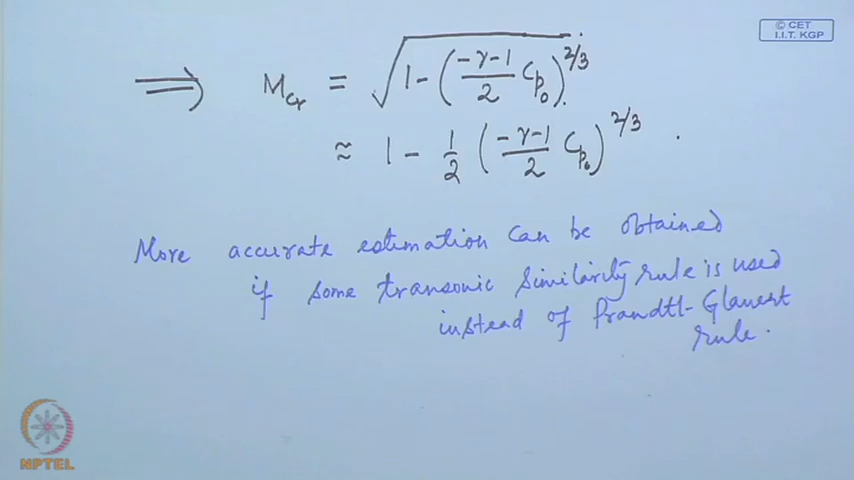 © CET
I.I.T. KGP
⟹ M_cr = √(1 - ((-γ-1)/2 C_p₀)^(2/3))
≈ 1 - 1/2 ((-γ-1)/2 C_p₀)^(2/3) .
More accurate estimation can be obtained
if some transonic similarity rule is used
instead of Prandtl-Glauert
rule.
NPTEL